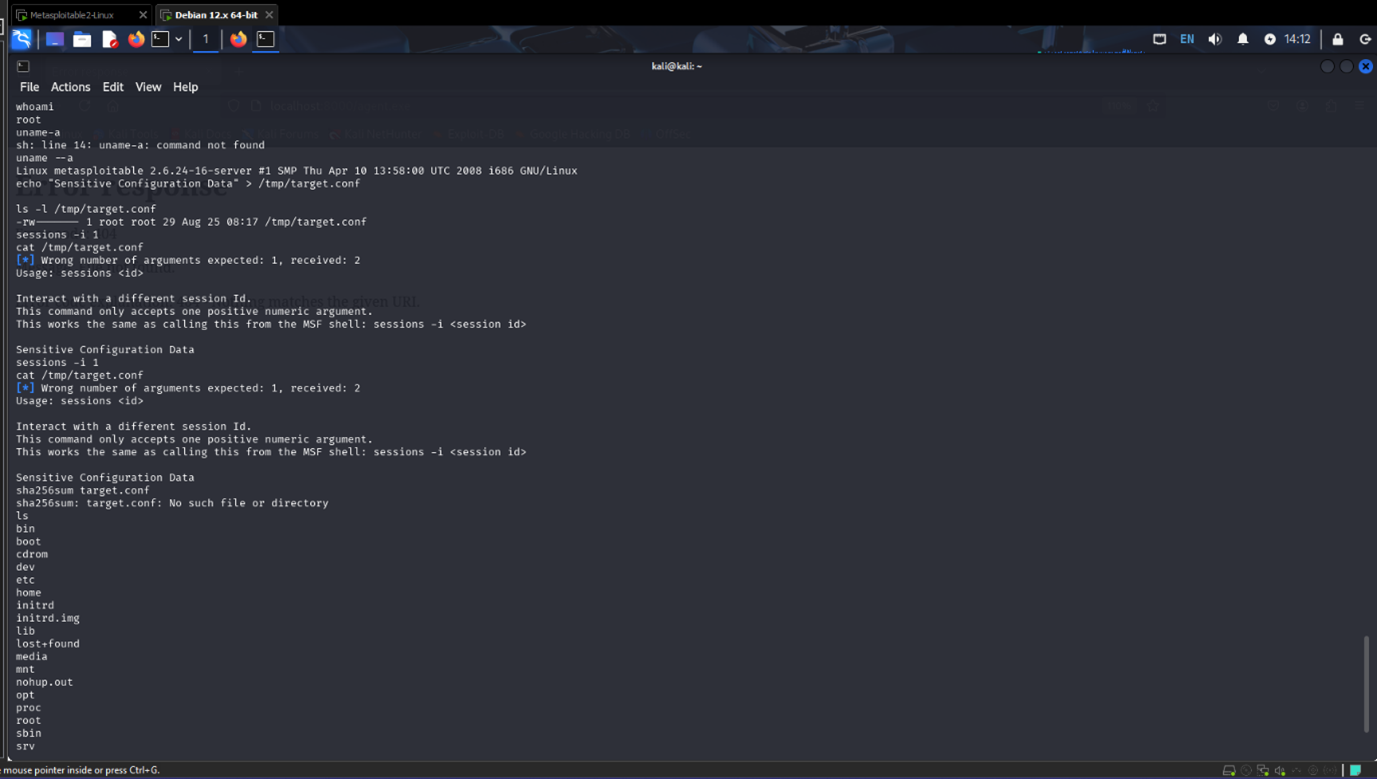 Metasploitable2-Linux
Debian 12.x 64-bit
1
EN
14:12
kali@kali: ~
File Actions Edit View Help
whoami
root
uname-a
sh: line 14: uname-a: command not found
uname --a
Linux metasploitable 2.6.24-16-server #1 SMP Thu Apr 10 13:58:00 UTC 2008 i686 GNU/Linux
echo "Sensitive Configuration Data" > /tmp/target.conf
Error response
ls -l /tmp/target.conf
-rw------- 1 root root 29 Aug 25 08:17 /tmp/target.conf
sessions -i 1
cat /tmp/target.conf
[*] Wrong number of arguments expected: 1, received: 2
Usage: sessions <id>
Interact with a different session Id.
matches the given URI.
This command only accepts one positive numeric argument.
This works the same as calling this from the MSF shell: sessions -i <session id>
Sensitive Configuration Data
sessions -i 1
cat /tmp/target.conf
[*] Wrong number of arguments expected: 1, received: 2
Usage: sessions <id>
Interact with a different session Id.
This command only accepts one positive numeric argument.
This works the same as calling this from the MSF shell: sessions -i <session id>
Sensitive Configuration Data
sha256sum target.conf
sha256sum: target.conf: No such file or directory
ls
bin
boot
cdrom
dev
etc
home
initrd
initrd.img
lib
lost+found
media
mnt
nohup.out
opt
proc
root
sbin
srv
mouse pointer inside or press Ctrl+G.